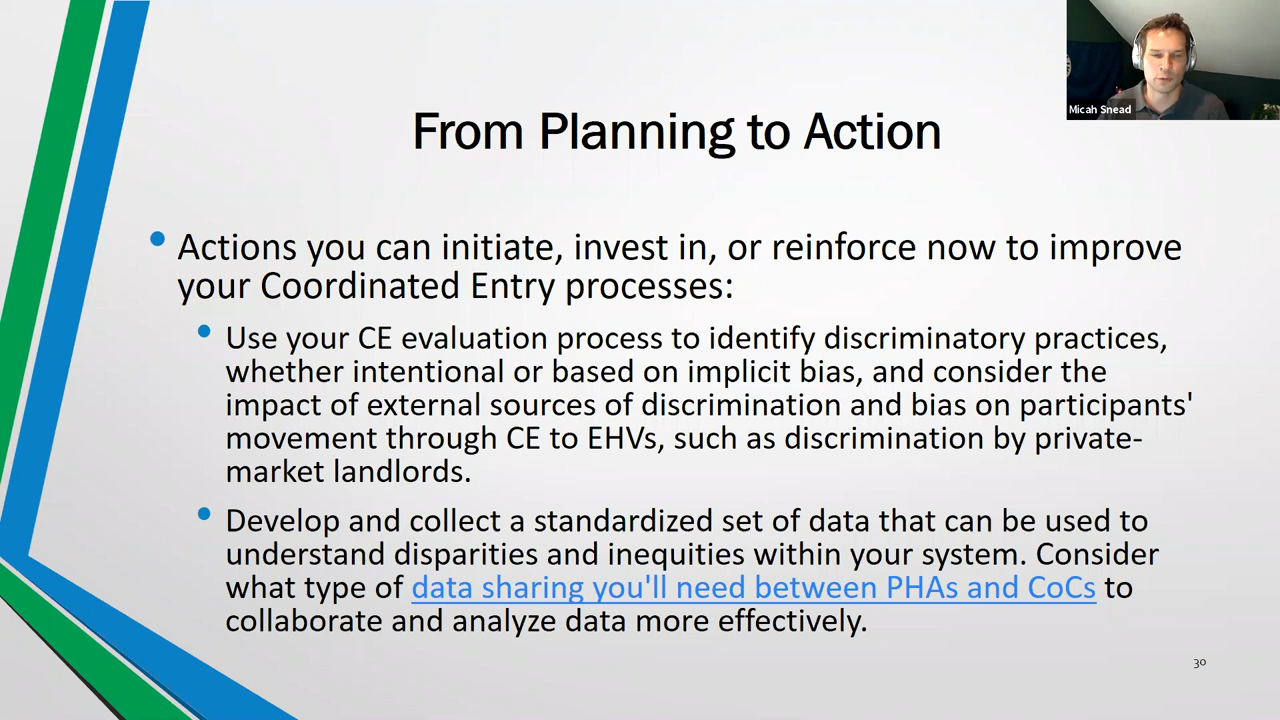 Micah Snead
From Planning to Action
Actions you can initiate, invest in, or reinforce now to improve
your Coordinated Entry processes:
Use your CE evaluation process to identify discriminatory practices,
whether intentional or based on implicit bias, and consider the
impact of external sources of discrimination and bias on participants'
movement through CE to EHVs, such as discrimination by private-
market landlords.
Develop and collect a standardized set of data that can be used to
understand disparities and inequities within your system. Consider
what type of data sharing you'll need between PHAs and CoCs to
collaborate and analyze data more effectively.
30